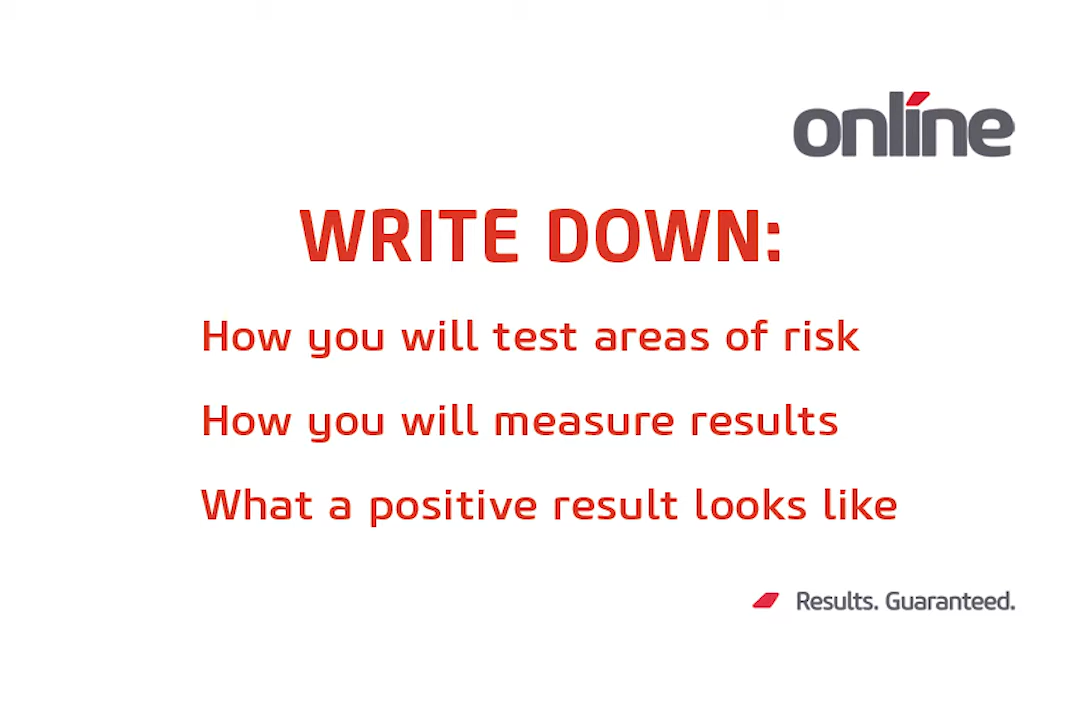 online
WRITE DOWN:
How you will test areas of risk
How you will measure results
What a positive result looks like
Results. Guaranteed.